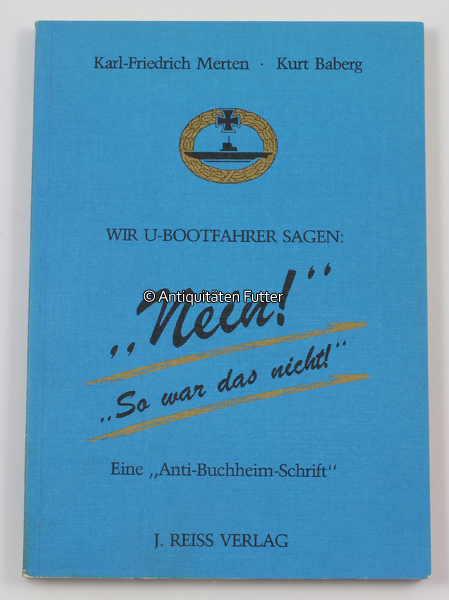 Karl-Friedrich Merten · Kurt Baberg
WIR U-BOOTFAHRER SAGEN:
„Nein!“
© Antiquitäten Futter
„So war das nicht!“
Eine „Anti-Buchheim-Schrift“
J. REISS VERLAG